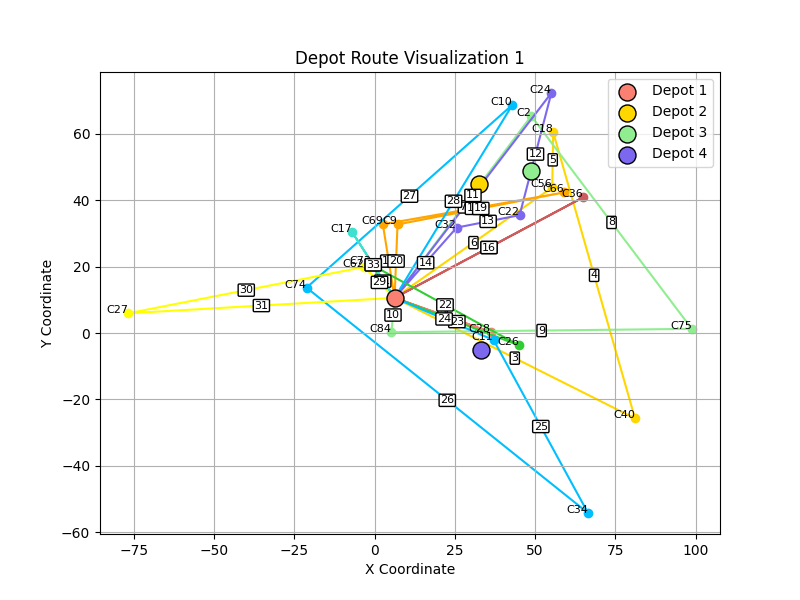 Depot Route Visualization 1
Depot 1
Depot 2
Depot 3
Depot 4
Y Coordinate
60
40
20
0
−20
−40
−60
C24
C10
C2
C18
12
5
C56
C66
C36
27
11
28
19
C22
C69
C9
13
8
C32
C17
6
16
20
14
33
C62
29
4
C74
30
31
C27
22
10
24
23
C84
C28
9
C75
C11
C26
3
26
C40
25
C34
−75
−50
−25
0
25
50
75
100
X Coordinate